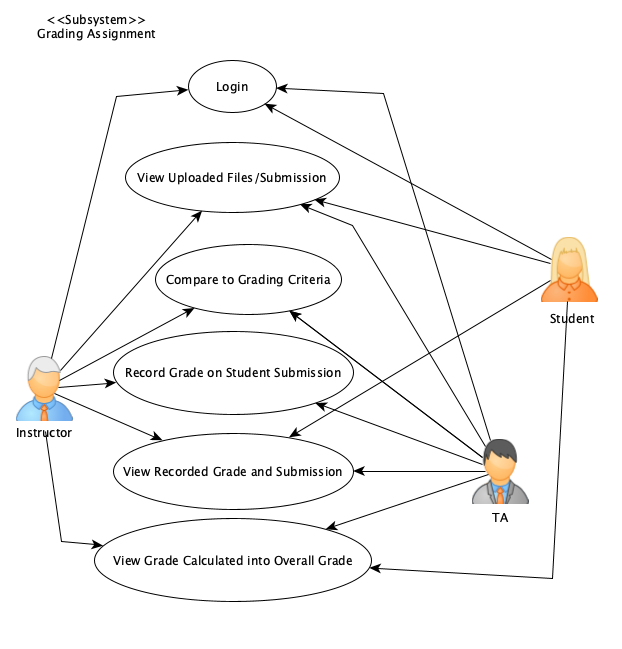 <<Subsystem>>
Grading Assignment
Login
View Uploaded Files/Submission
Compare to Grading Criteria
Student
Record Grade on Student Submission
Instructor
View Recorded Grade and Submission
TA
View Grade Calculated into Overall Grade